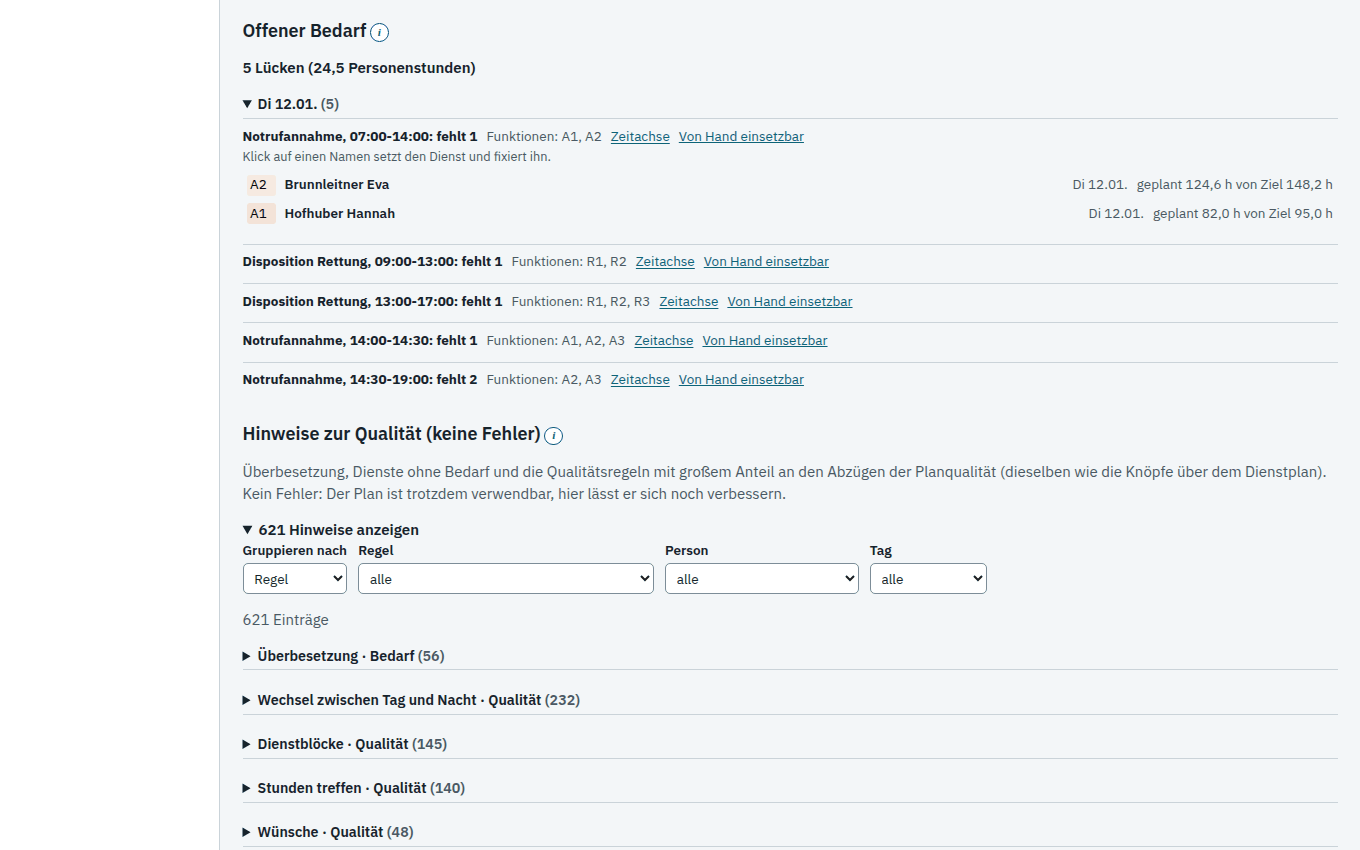 Offener Bedarf i
5 Lücken (24,5 Personenstunden)
Di 12.01. (5)
Notrufannahme, 07:00-14:00: fehlt 1 Funktionen: A1, A2 Zeitachse Von Hand einsetzbar
Klick auf einen Namen setzt den Dienst und fixiert ihn.
A2 Brunnleitner Eva Di 12.01. geplant 124,6 h von Ziel 148,2 h
A1 Hofhuber Hannah Di 12.01. geplant 82,0 h von Ziel 95,0 h
Disposition Rettung, 09:00-13:00: fehlt 1 Funktionen: R1, R2 Zeitachse Von Hand einsetzbar
Disposition Rettung, 13:00-17:00: fehlt 1 Funktionen: R1, R2, R3 Zeitachse Von Hand einsetzbar
Notrufannahme, 14:00-14:30: fehlt 1 Funktionen: A1, A2, A3 Zeitachse Von Hand einsetzbar
Notrufannahme, 14:30-19:00: fehlt 2 Funktionen: A2, A3 Zeitachse Von Hand einsetzbar
Hinweise zur Qualität (keine Fehler) i
Überbesetzung, Dienste ohne Bedarf und die Qualitätsregeln mit großem Anteil an den Abzügen der Planqualität (dieselben wie die Knöpfe über dem Dienstplan).
Kein Fehler: Der Plan ist trotzdem verwendbar, hier lässt er sich noch verbessern.
621 Hinweise anzeigen
Gruppieren nach Regel Person Tag
Regel alle alle alle
621 Einträge
Überbesetzung · Bedarf (56)
Wechsel zwischen Tag und Nacht · Qualität (232)
Dienstblöcke · Qualität (145)
Stunden treffen · Qualität (140)
Wünsche · Qualität (48)